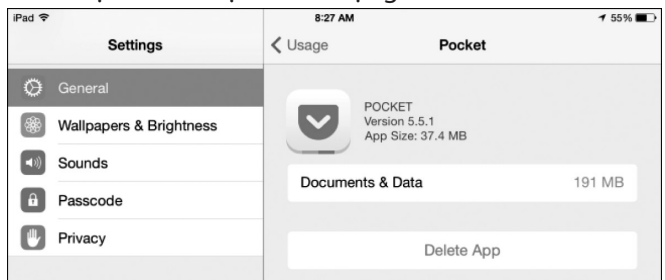 iPad 8:27 AM 55%
Settings
Usage Pocket
General
Wallpapers & Brightness
Sounds
Passcode
Privacy
POCKET
Version 5.5.1
App Size: 37.4 MB
Documents & Data 191 MB
Delete App